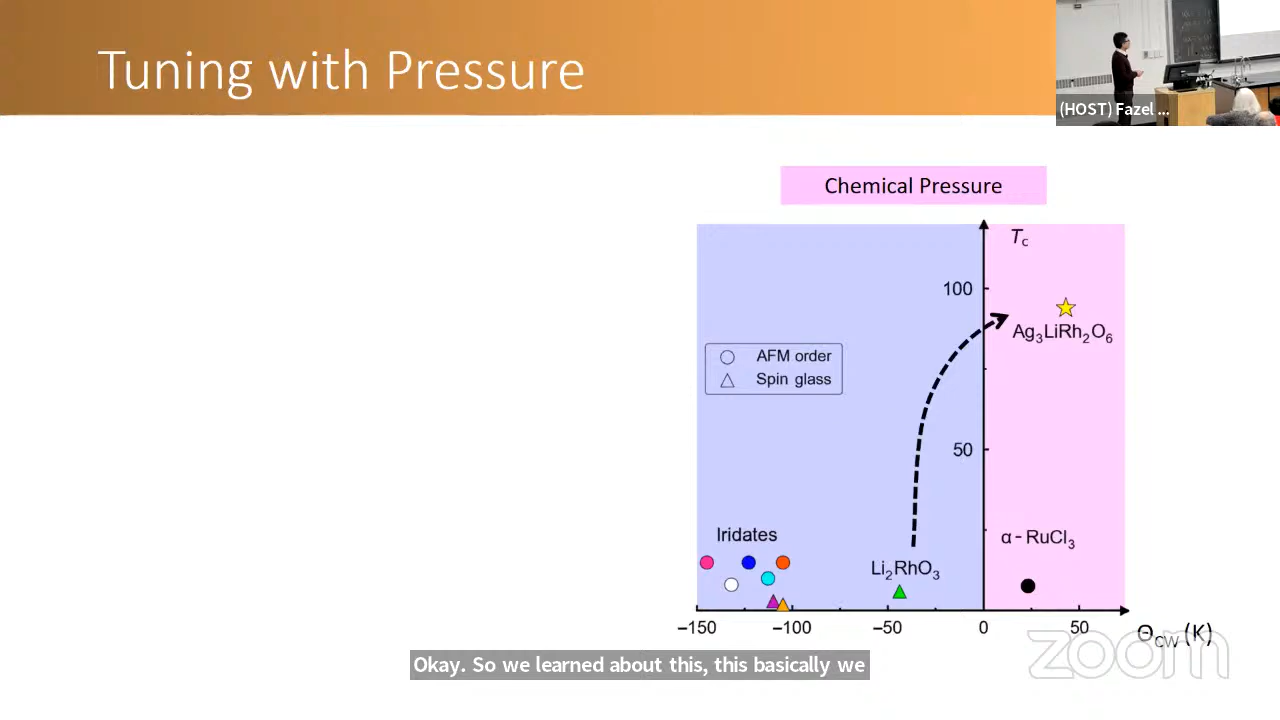 Tuning with Pressure
(HOST) Fazel ...
Chemical Pressure
Tc
100
Ag3LiRh2O6
AFM order
Spin glass
50
Iridates
α-RuCl3
Li2RhO3
−150
−100
−50
0
50
ΘCW (K)
zoom
Okay. So we learned about this, this basically we